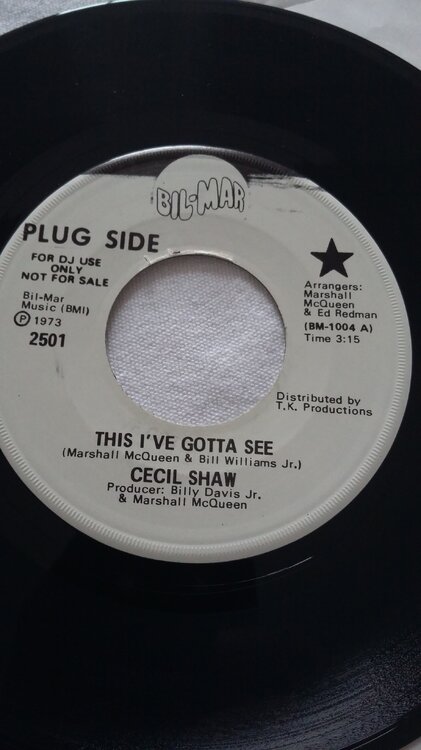 BIL-MAR
PLUG SIDE
FOR DJ USE
ONLY
NOT FOR SALE
Bil-Mar
Music (BMI)
Ⓟ 1973
2501
Arrangers:
Marshall
McQueen
& Ed Redman
(BM-1004 A)
Time 3:15
Distributed by
T.K. Productions
THIS I'VE GOTTA SEE
(Marshall McQueen & Bill Williams Jr.)
CECIL SHAW
Producer: Billy Davis Jr.
& Marshall McQueen